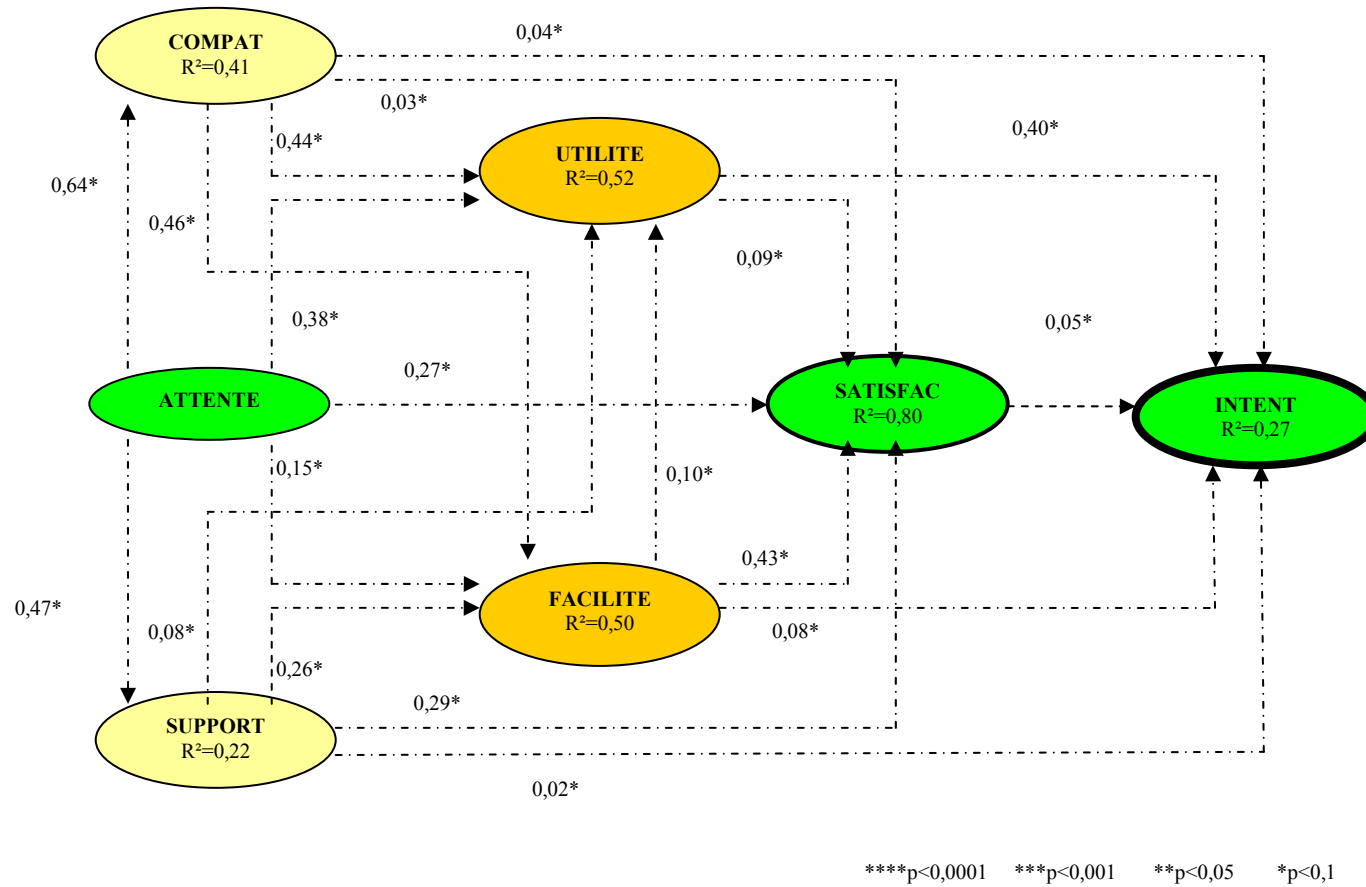 COMPAT
R²=0,41
0,04*
0,03*
0,44*
0,40*
UTILITE
R²=0,52
0,64*
0,46*
0,09*
0,38*
0,05*
0,27*
ATTENTE
SATISFAC
R²=0,80
INTENT
R²=0,27
0,15*
0,10*
0,43*
FACILITE
R²=0,50
0,47*
0,08*
0,08*
0,26*
0,29*
SUPPORT
R²=0,22
0,02*
****p<0,0001 ***p<0,001 **p<0,05 *p<0,1